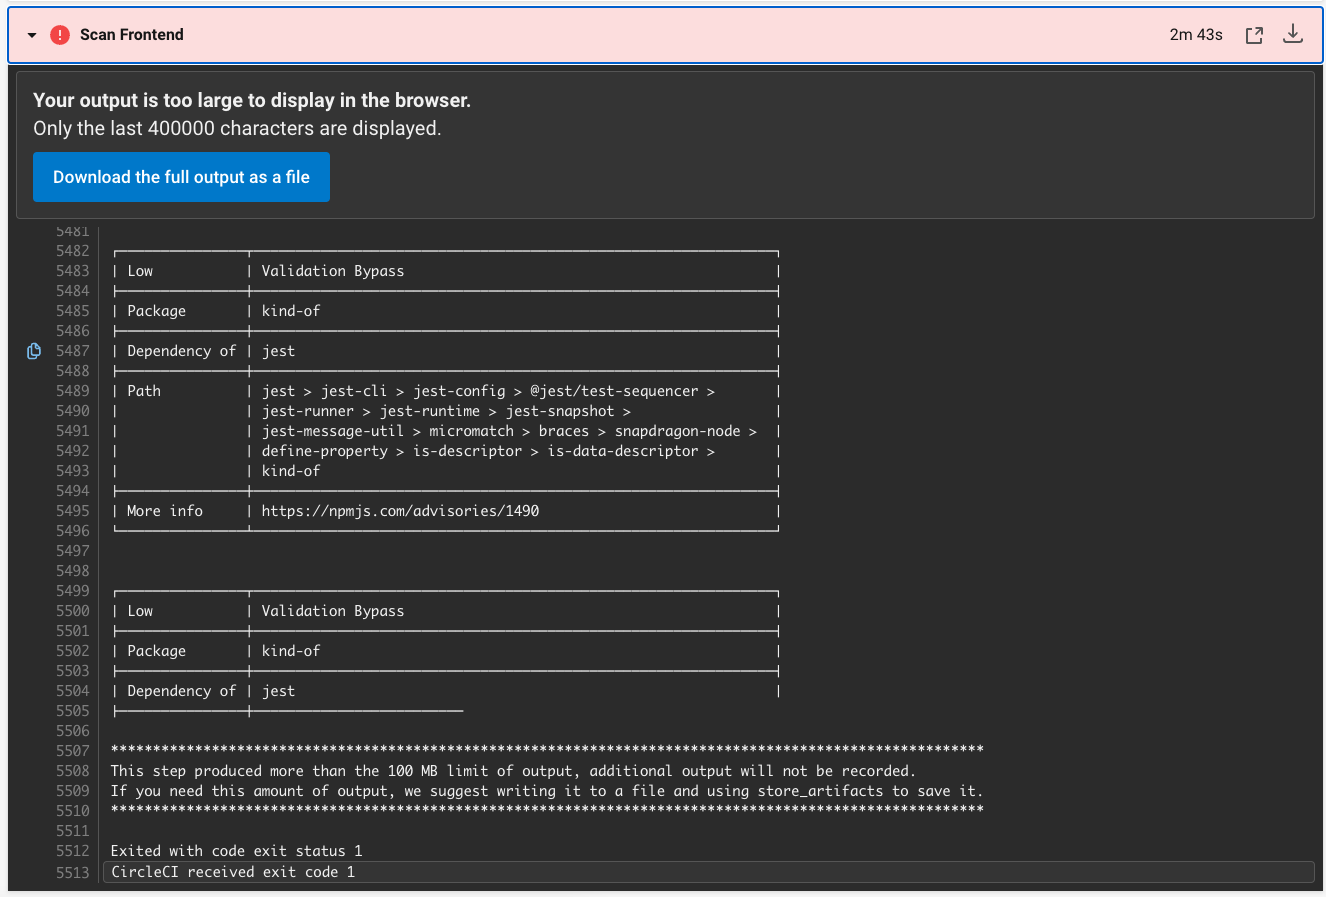 Scan Frontend 2m 43s
Your output is too large to display in the browser.
Only the last 400000 characters are displayed.
Download the full output as a file
5481
5482
5483 | Low | Validation Bypass |
5484
5485 | Package | kind-of |
5486
5487 | Dependency of | jest |
5488
5489 | Path | jest > jest-cli > jest-config > @jest/test-sequencer > |
5490 | | jest-runner > jest-runtime > jest-snapshot > |
5491 | | jest-message-util > micromatch > braces > snapdragon-node > |
5492 | | define-property > is-descriptor > is-data-descriptor > |
5493 | | kind-of |
5494
5495 | More info | https://npmjs.com/advisories/1490 |
5496
5497
5498
5499
5500 | Low | Validation Bypass |
5501
5502 | Package | kind-of |
5503
5504 | Dependency of | jest |
5505
5506
5507 ********************************************************************************************************
5508 This step produced more than the 100 MB limit of output, additional output will not be recorded.
5509 If you need this amount of output, we suggest writing it to a file and using store_artifacts to save it.
5510 ********************************************************************************************************
5511
5512 Exited with code exit status 1
5513 CircleCI received exit code 1